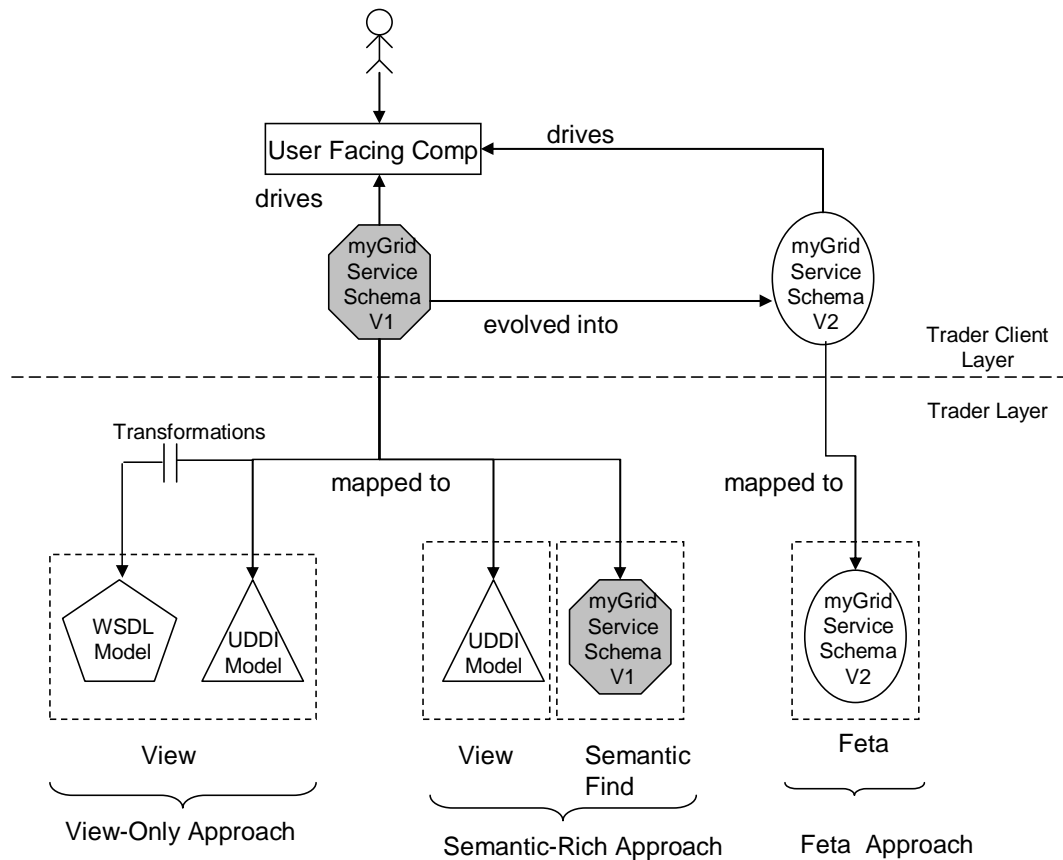 drives
User Facing Comp
drives
myGrid
Service
Schema
V1
myGrid
Service
Schema
V2
evolved into
Trader Client
Layer
Trader Layer
Transformations
mapped to
mapped to
WSDL
Model
UDDI
Model
UDDI
Model
myGrid
Service
Schema
V1
myGrid
Service
Schema
V2
View
View
Semantic
Find
Feta
View-Only Approach
Semantic-Rich Approach
Feta Approach